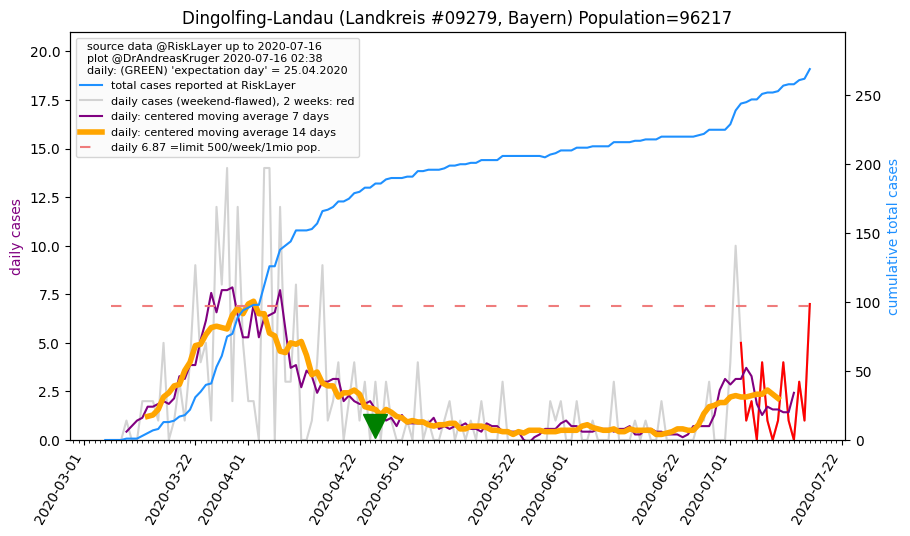 Dingolfing-Landau (Landkreis #09279, Bayern) Population=96217
source data @RiskLayer up to 2020-07-16
plot @DrAndreasKruger 2020-07-16 02:38
daily: (GREEN) 'expectation day' = 25.04.2020
total cases reported at RiskLayer
daily cases (weekend-flawed), 2 weeks: red
daily: centered moving average 7 days
daily: centered moving average 14 days
daily 6.87 =limit 500/week/1mio pop.
daily cases
20.0
17.5
15.0
12.5
10.0
7.5
5.0
2.5
0.0
250
200
150
100
50
0
cumulative total cases
2020-03-01
2020-03-22
2020-04-01
2020-04-22
2020-05-01
2020-05-22
2020-06-01
2020-06-22
2020-07-01
2020-07-22